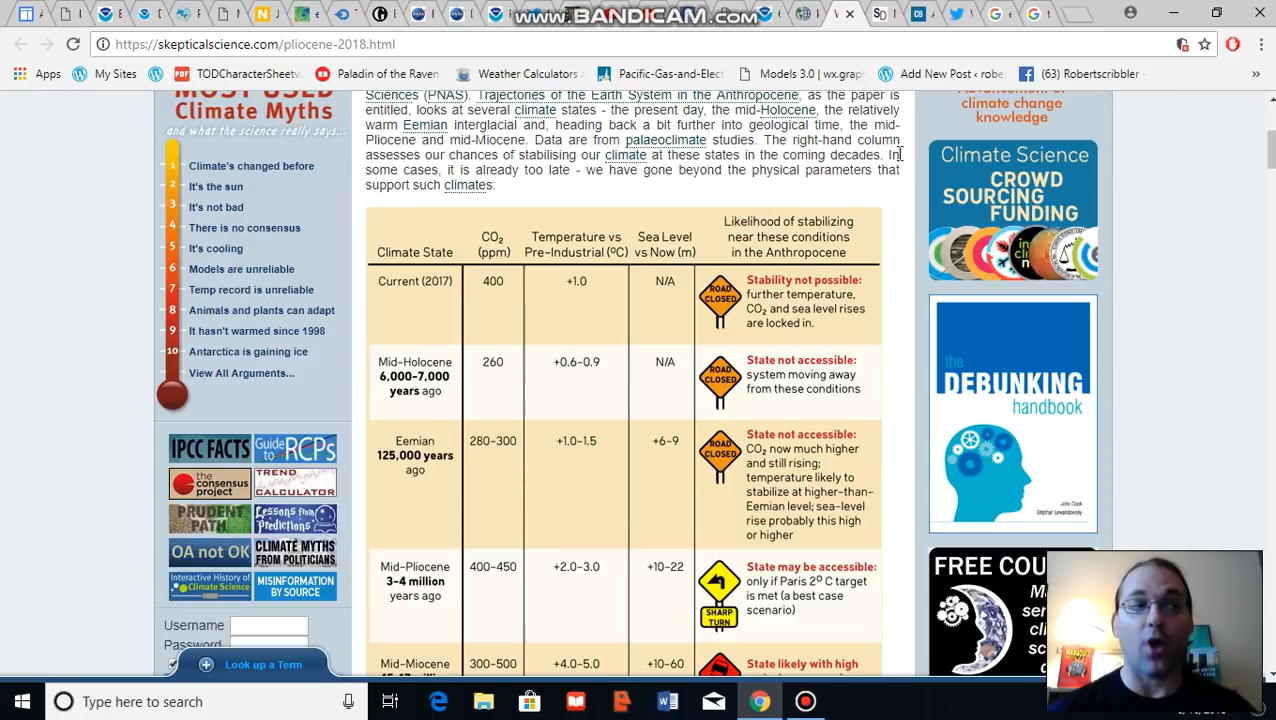 www.BANDICAM.com
https://skepticalscience.com/pliocene-2018.html
Apps
My Sites
TODCharacterSheet
Paladin of the Raven
Weather Calculators
Pacific-Gas-and-Elect
Models 3.0 | wx.graph
Add New Post ‹ robe
(63) Robertscribbler
»
MOST USED
Climate Myths
and what the science really says...
1 Climate's changed before
2 It's the sun
3 It's not bad
4 There is no consensus
5 It's cooling
6 Models are unreliable
7 Temp record is unreliable
8 Animals and plants can adapt
9 It hasn't warmed since 1998
10 Antarctica is gaining ice
View All Arguments...
IPCC FACTS
Guide to RCPs
the consensus project
TREND CALCULATOR
PRUDENT PATH
Lessons from Predictions
OA not OK
CLIMATE MYTHS FROM POLITICIANS
Interactive History of Climate Science
MISINFORMATION BY SOURCE
Username
Password
Look up a Term
Sciences (PNAS). Trajectories of the Earth System in the Anthropocene, as the paper is
entitled, looks at several climate states - the present day, the mid-Holocene, the relatively
warm Eemian interglacial and, heading back a bit further into geological time, the mid-
Pliocene and mid-Miocene. Data are from palaeoclimate studies. The right-hand column
assesses our chances of stabilising our climate at these states in the coming decades. In
some cases, it is already too late - we have gone beyond the physical parameters that
support such climates:
Climate State
CO₂
(ppm)
Temperature vs
Pre-Industrial (ºC)
Sea Level
vs Now (m)
Likelihood of stabilizing
near these conditions
in the Anthropocene
Current (2017)
400
+1.0
N/A
ROAD
CLOSED
Stability not possible:
further temperature,
CO₂ and sea level rises
are locked in.
Mid-Holocene
6,000-7,000
years ago
260
+0.6-0.9
N/A
ROAD
CLOSED
State not accessible:
system moving away
from these conditions
Eemian
125,000 years
ago
280-300
+1.0-1.5
+6-9
ROAD
CLOSED
State not accessible:
CO₂ now much higher
and still rising;
temperature likely to
stabilize at higher-than-
Eemian level; sea-level
rise probably this high
or higher
Mid-Pliocene
3-4 million
years ago
400-450
+2.0-3.0
+10-22
SHARP
TURN
State may be accessible:
only if Paris 2º C target
is met (a best case
scenario)
Mid-Miocene
300-500
+4.0-5.0
+10-60
State likely with high
Advancement of
climate change
knowledge
Climate Science
CROWD
SOURCING
FUNDING
the
DEBUNKING
handbook
John Cook
Stephan Lewandowsky
FREE COU
Type here to search